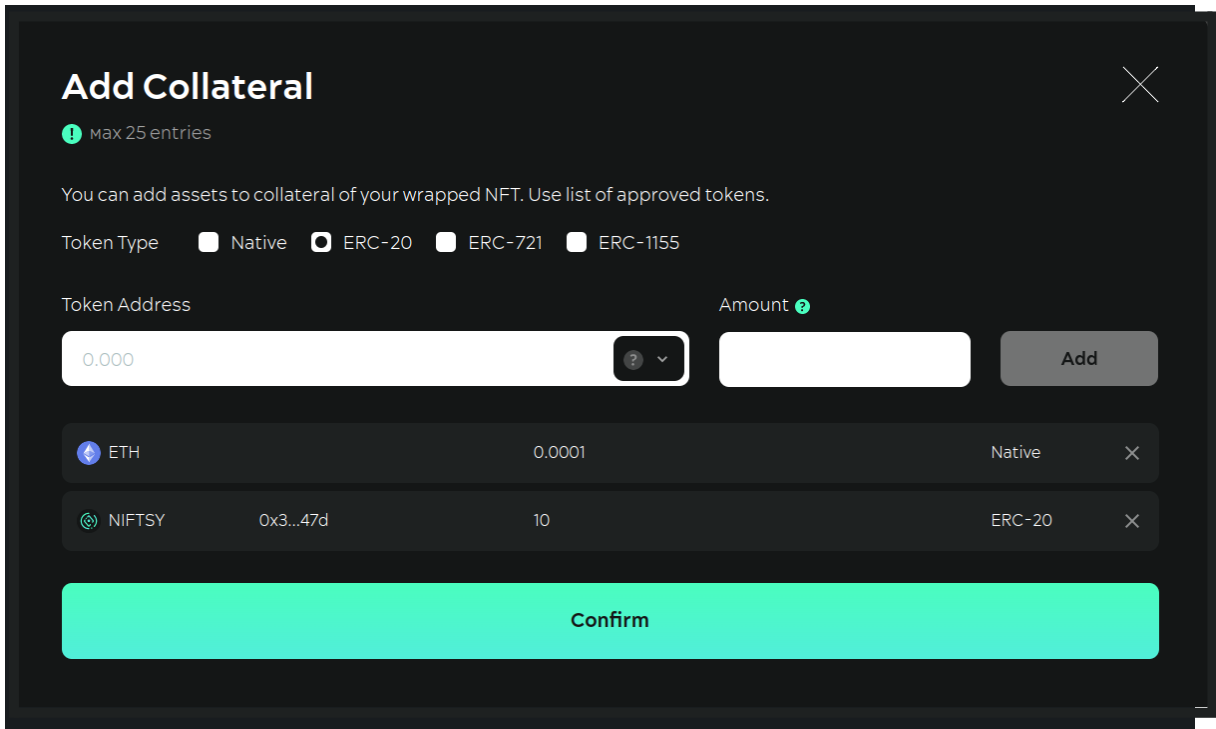 Add Collateral
! Max 25 entries
You can add assets to collateral of your wrapped NFT. Use list of approved tokens.
Token Type Native ERC-20 ERC-721 ERC-1155
Token Address Amount ?
0.000 ? Add
ETH 0.0001 Native
NIFTSY 0x3...47d 10 ERC-20
Confirm